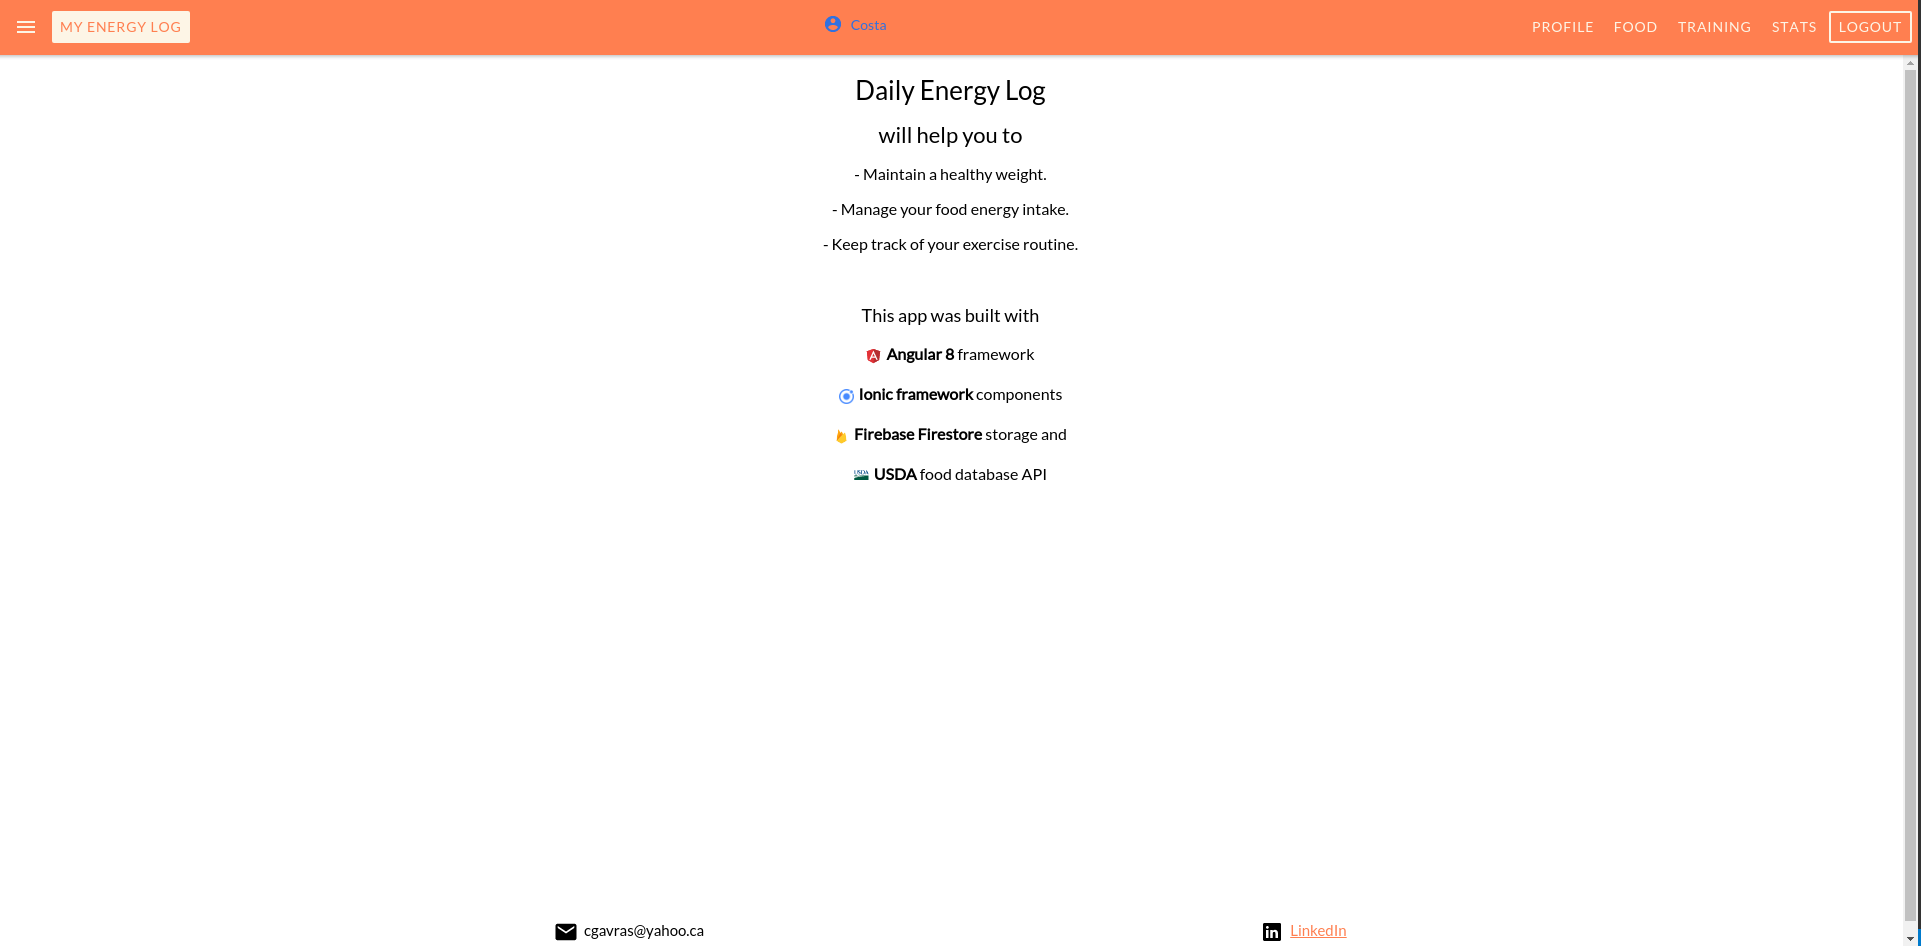 MY ENERGY LOG
Costa
PROFILE FOOD TRAINING STATS LOGOUT
Daily Energy Log
will help you to
- Maintain a healthy weight.
- Manage your food energy intake.
- Keep track of your exercise routine.
This app was built with
Angular 8 framework
Ionic framework components
Firebase Firestore storage and
USDA food database API
cgavras@yahoo.ca
LinkedIn